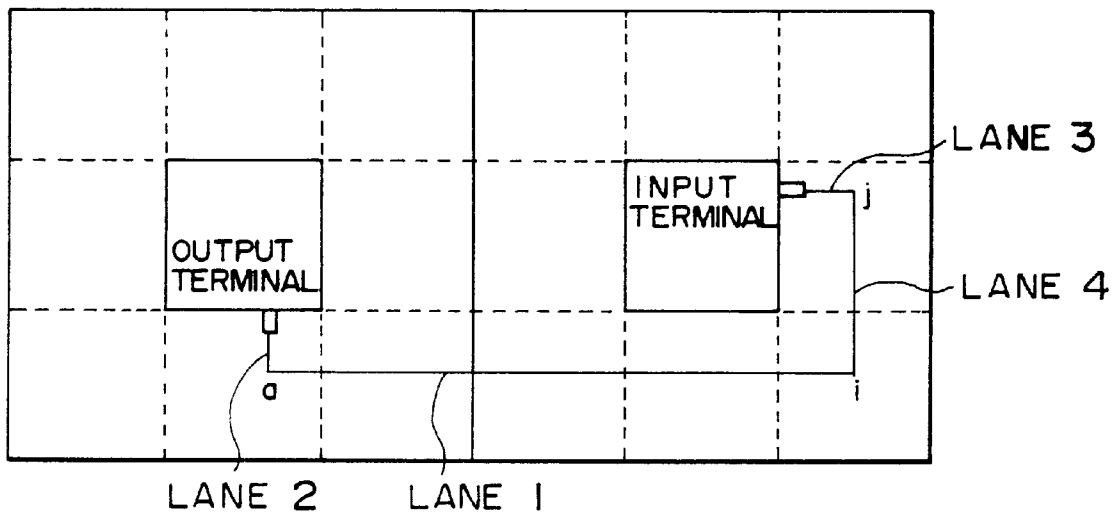 LANE 3
INPUT
TERMINAL
j
OUTPUT
TERMINAL
LANE 4
a
i
LANE 2
LANE 1